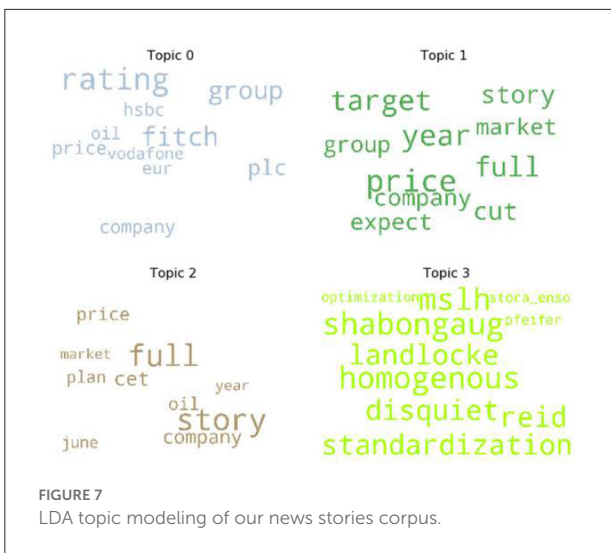 Topic 0
rating
group
hsbc
oil fitch
price vodafone
eur
plc
company
Topic 1
target
story
year
market
group
full
price
company
cut
expect
Topic 2
price
market
full
plan cet
year
oil
story
company
june
Topic 3
optimization mslh stora_enso
shabongaug pfeifer
landlocke
homogenous
disquiet reid
standardization
FIGURE 7
LDA topic modeling of our news stories corpus.